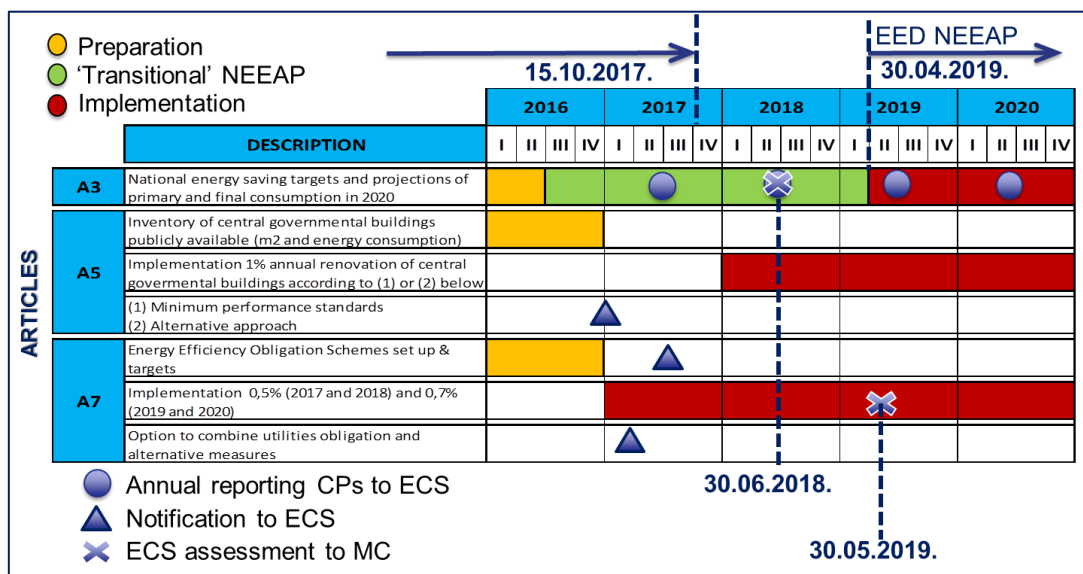 Preparation
‘Transitional’ NEEAP
Implementation
15.10.2017.
EED NEEAP
30.04.2019.
2016 2017 2018 2019 2020
DESCRIPTION I II III IV I II III IV I II III IV I II III IV I II III IV
ARTICLES
A3 National energy saving targets and projections of
primary and final consumption in 2020
A5
Inventory of central governmental buildings
publicly available (m2 and energy consumption)
Implementation 1% annual renovation of central
govermental buildings according to (1) or (2) below
(1) Minimum performance standards
(2) Alternative approach
A7
Energy Efficiency Obligation Schemes set up &
targets
Implementation 0,5% (2017 and 2018) and 0,7%
(2019 and 2020)
Option to combine utilities obligation and
alternative measures
Annual reporting CPs to ECS
Notification to ECS
ECS assessment to MC
30.06.2018.
30.05.2019.